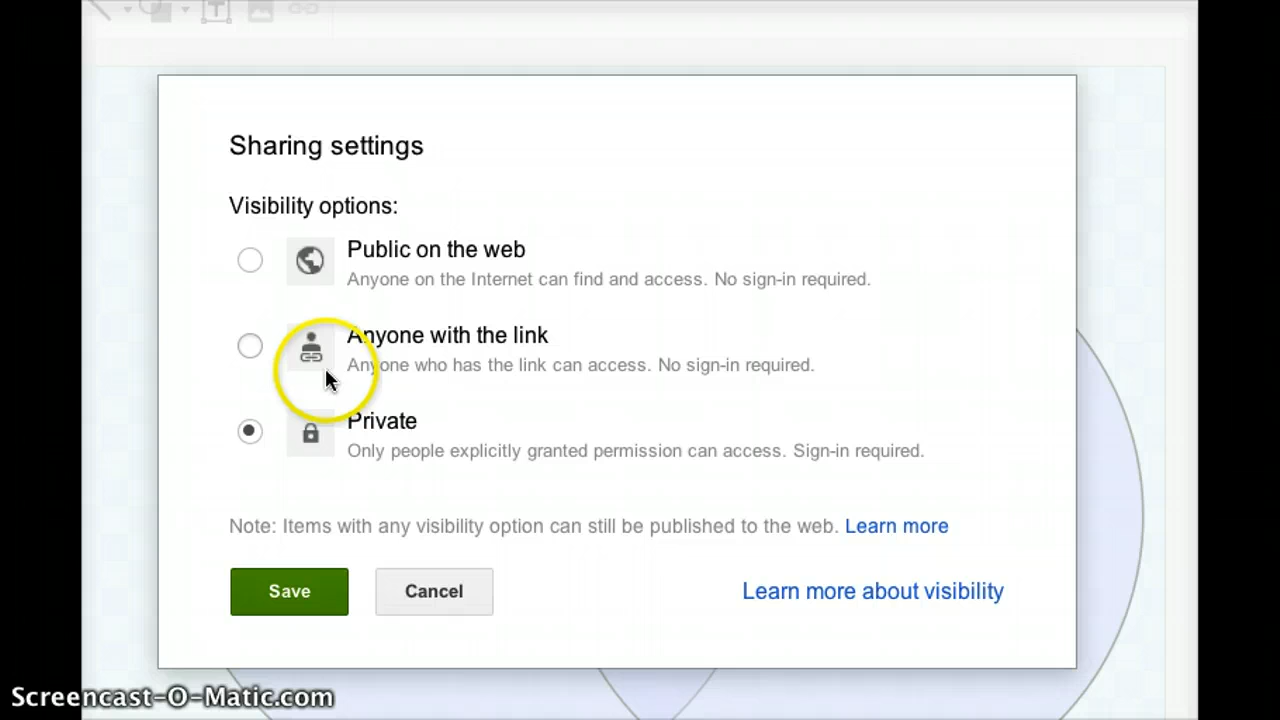 T
Sharing settings
Visibility options:
Public on the web
Anyone on the Internet can find and access. No sign-in required.
Anyone with the link
Anyone who has the link can access. No sign-in required.
Private
Only people explicitly granted permission can access. Sign-in required.
Note: Items with any visibility option can still be published to the web. Learn more
Save Cancel Learn more about visibility
Screencast-O-Matic.com